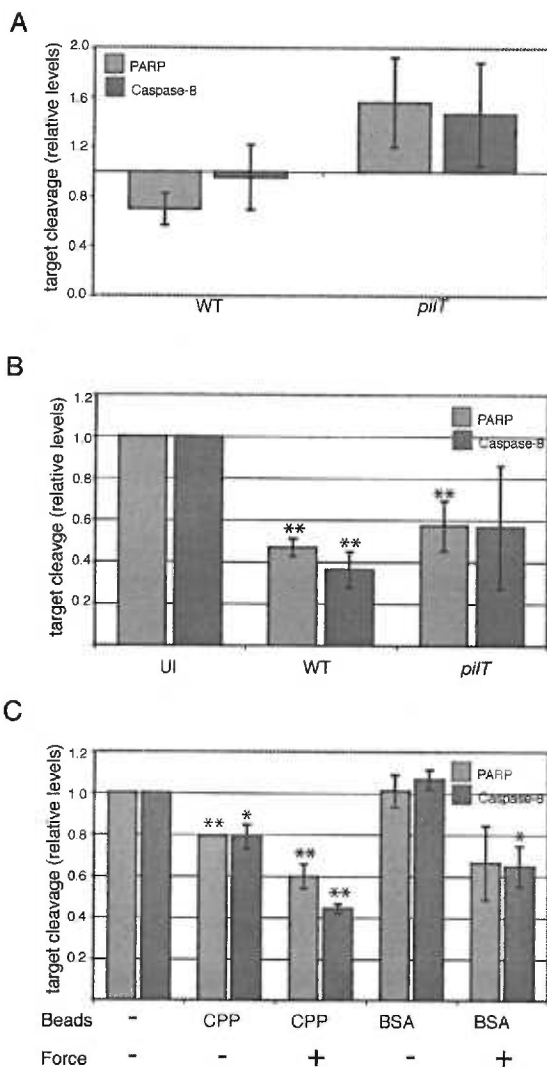 A
target cleavage (relative levels)
2.0
1.6
1.2
0.8
0.4
0.0
PARP
Caspase-8
WT
pilT
B
target cleavge (relative levels)
1.2
1.0
0.8
0.6
0.4
0.2
PARP
Caspase-8
**
**
**
UI
WT
pilT
C
target cleavage (relative levels)
1.2
1.0
0.8
0.6
0.4
0.2
PARP
Caspase-8
**
*
**
**
*
Beads - CPP CPP BSA BSA
Force - - + - +